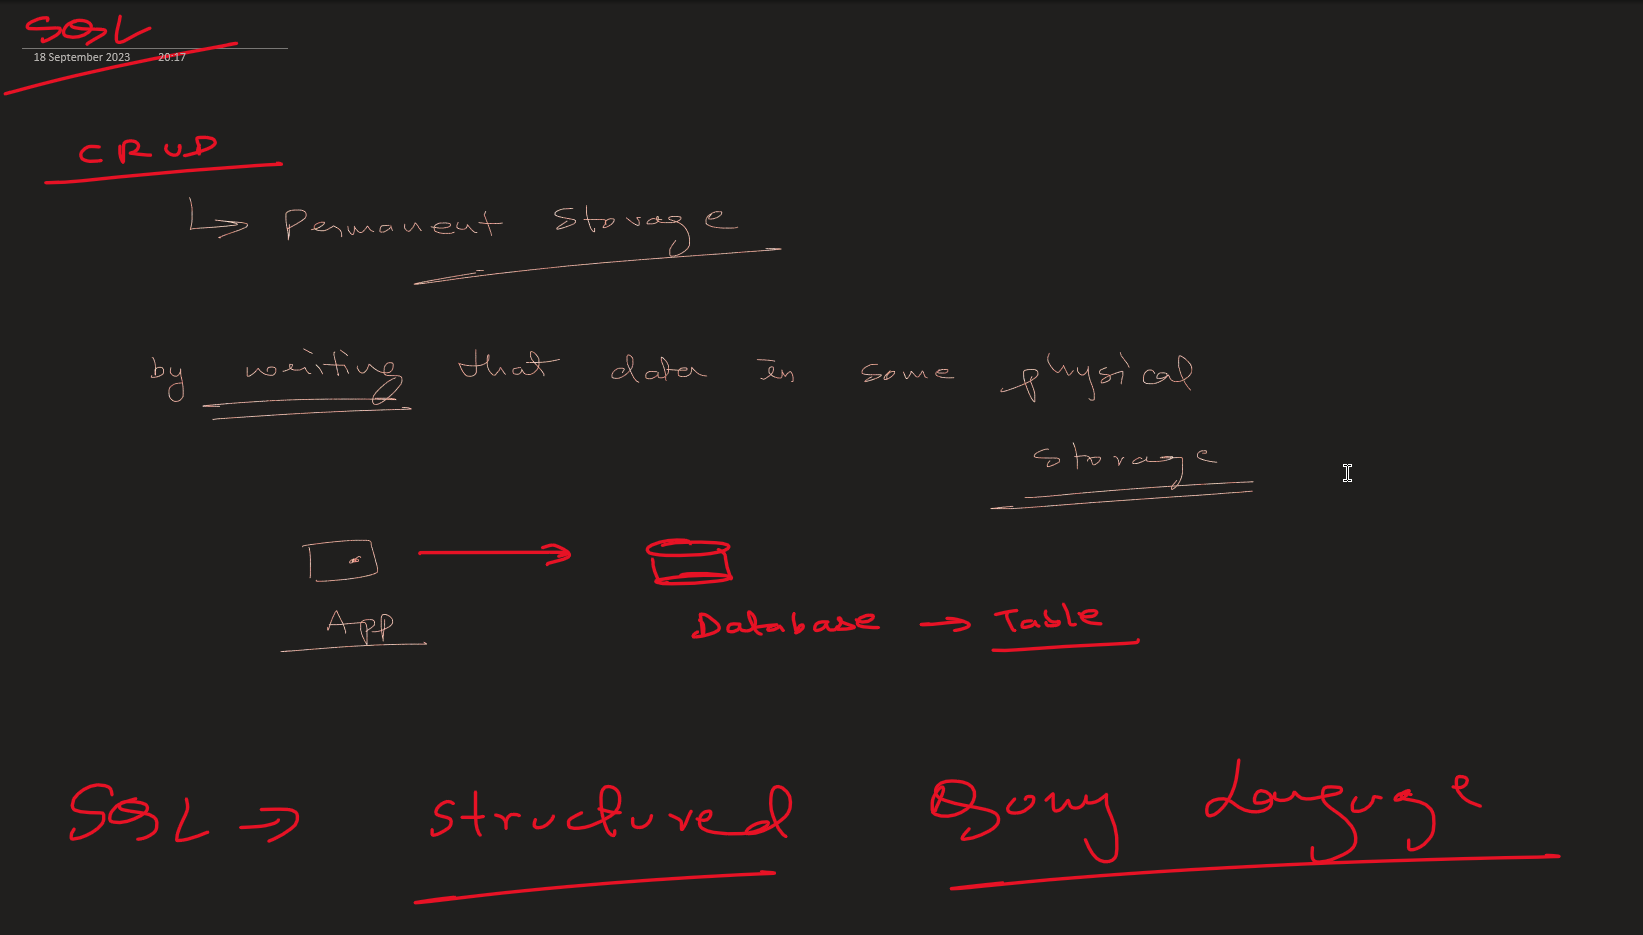 SQL
18 September 2023 20:17
CRUD
↳ Permanent Storage
by writing that data in some physical
storage
App
Database → Table
SQL ⇒ Structured Query Language